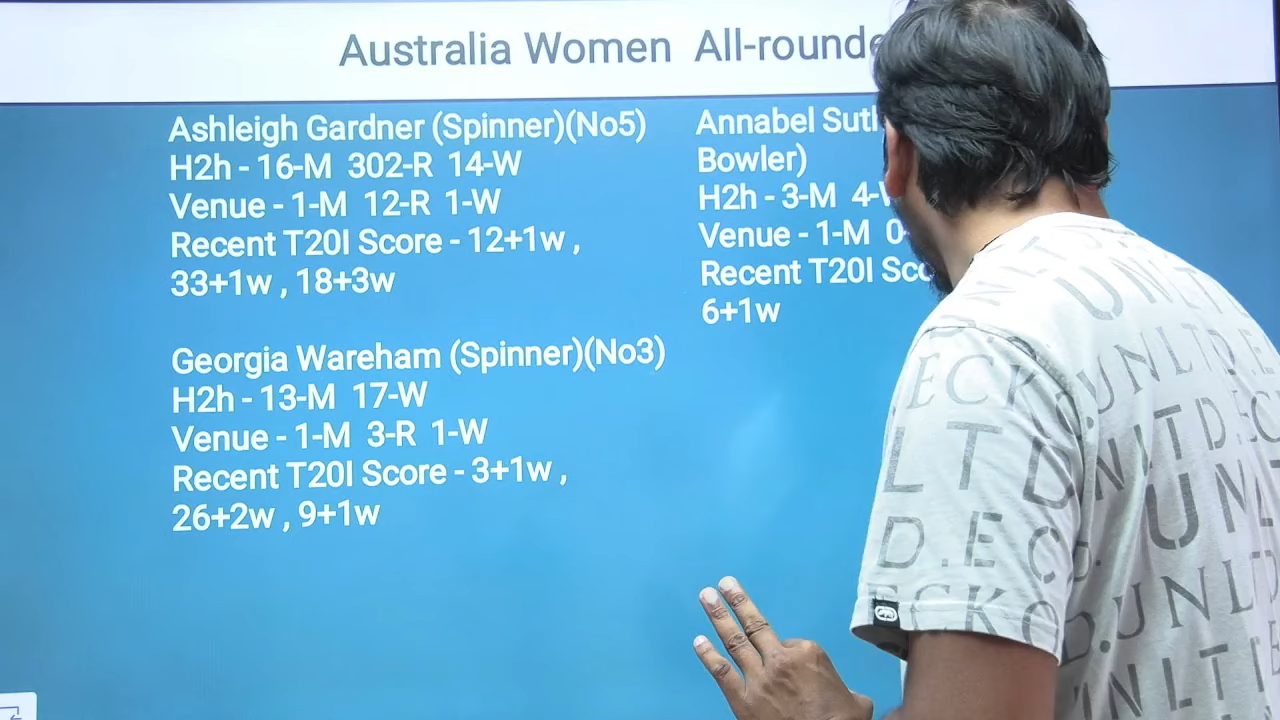 Australia Women All-rounde
Ashleigh Gardner (Spinner)(No5)
H2h - 16-M 302-R 14-W
Venue - 1-M 12-R 1-W
Recent T20I Score - 12+1w ,
33+1w , 18+3w
Georgia Wareham (Spinner)(No3)
H2h - 13-M 17-W
Venue - 1-M 3-R 1-W
Recent T20I Score - 3+1w ,
26+2w , 9+1w
Annabel
Bowler)
H2h - 3-M
Venue - 1-M
Recent T20I
6+1w
ECKO UNLTD.